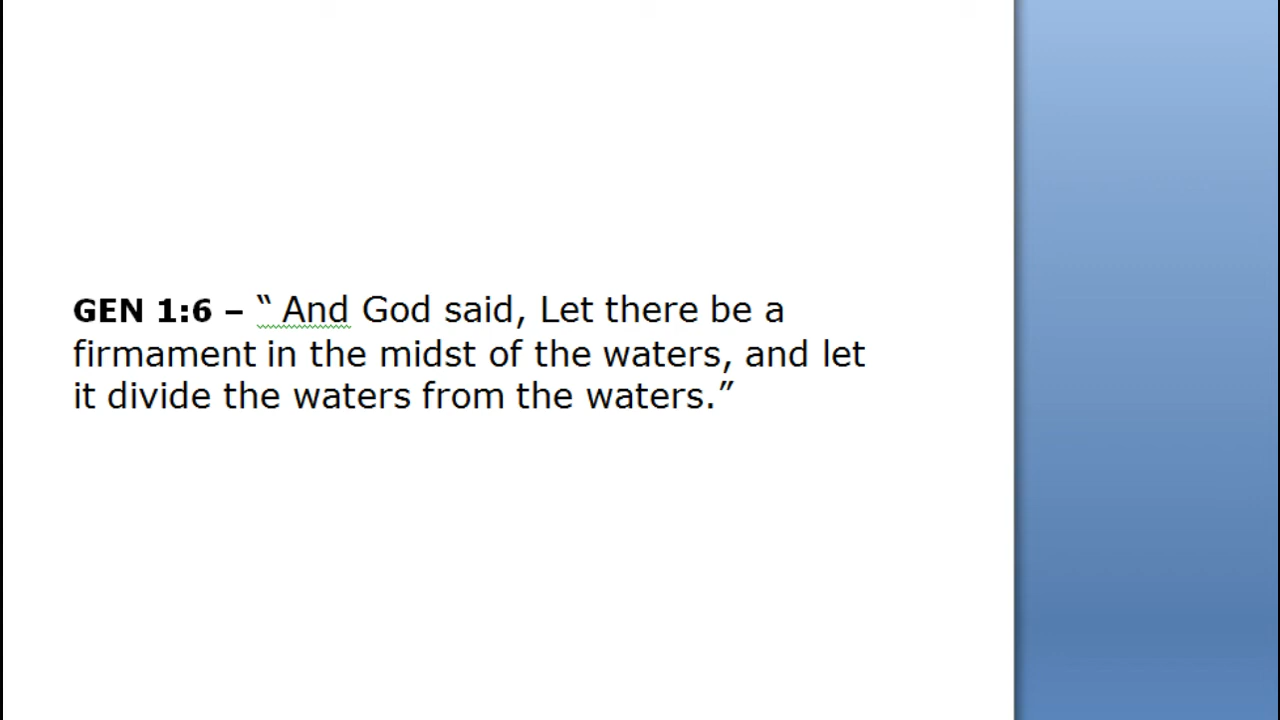 GEN 1:6 – “ And God said, Let there be a
firmament in the midst of the waters, and let
it divide the waters from the waters.”